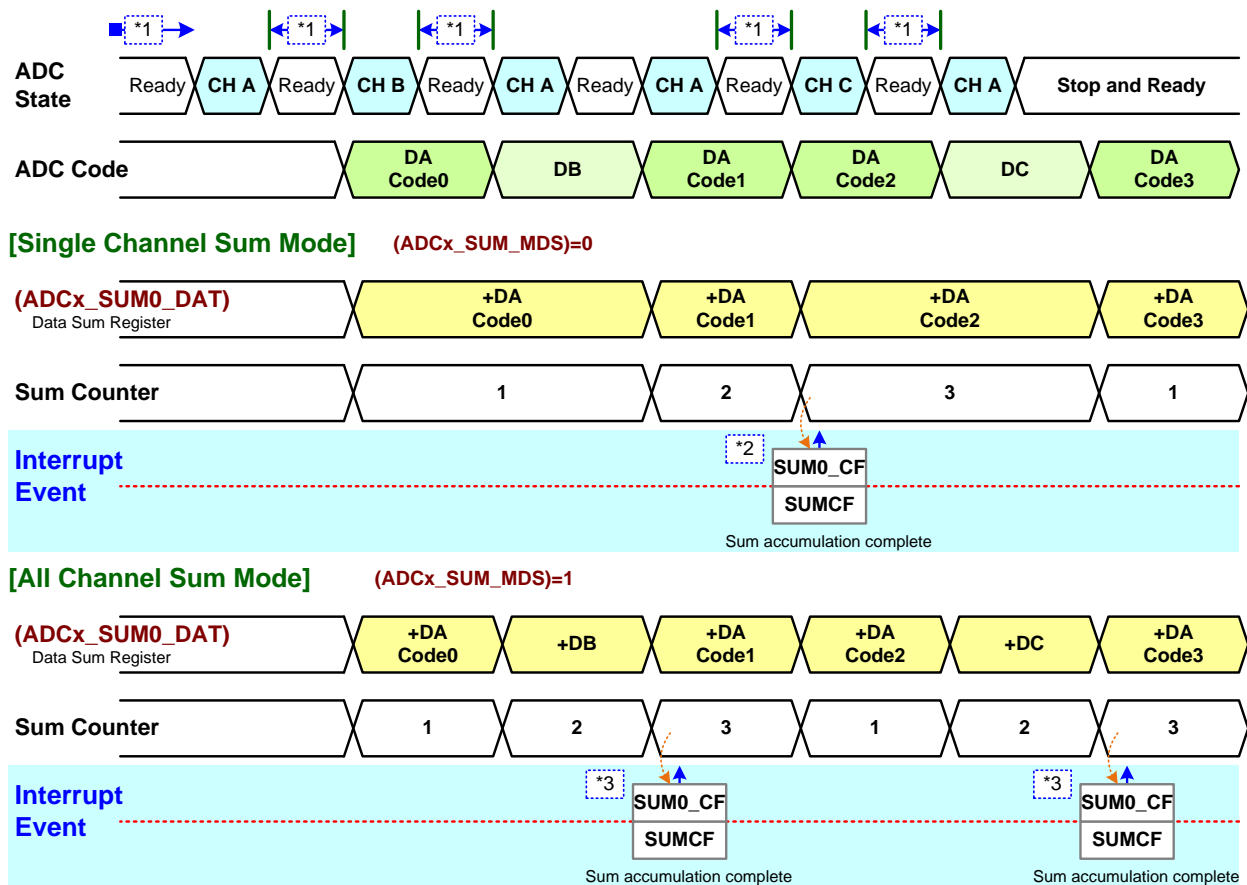 *1 *1 *1 *1 *1
ADC
State
Ready CH A Ready CH B Ready CH A Ready CH A Ready CH C Ready CH A Stop and Ready
ADC Code
DA
Code0
DB
DA
Code1
DA
Code2
DC
DA
Code3
[Single Channel Sum Mode] (ADCx_SUM_MDS)=0
(ADCx_SUM0_DAT)
Data Sum Register
+DA
Code0
+DA
Code1
+DA
Code2
+DA
Code3
Sum Counter 1 2 3 1
Interrupt
Event
*2
SUM0_CF
SUMCF
Sum accumulation complete
[All Channel Sum Mode] (ADCx_SUM_MDS)=1
(ADCx_SUM0_DAT)
Data Sum Register
+DA
Code0
+DB
+DA
Code1
+DA
Code2
+DC
+DA
Code3
Sum Counter 1 2 3 1 2 3
Interrupt
Event
*3
SUM0_CF
SUMCF
Sum accumulation complete
*3
SUM0_CF
SUMCF
Sum accumulation complete